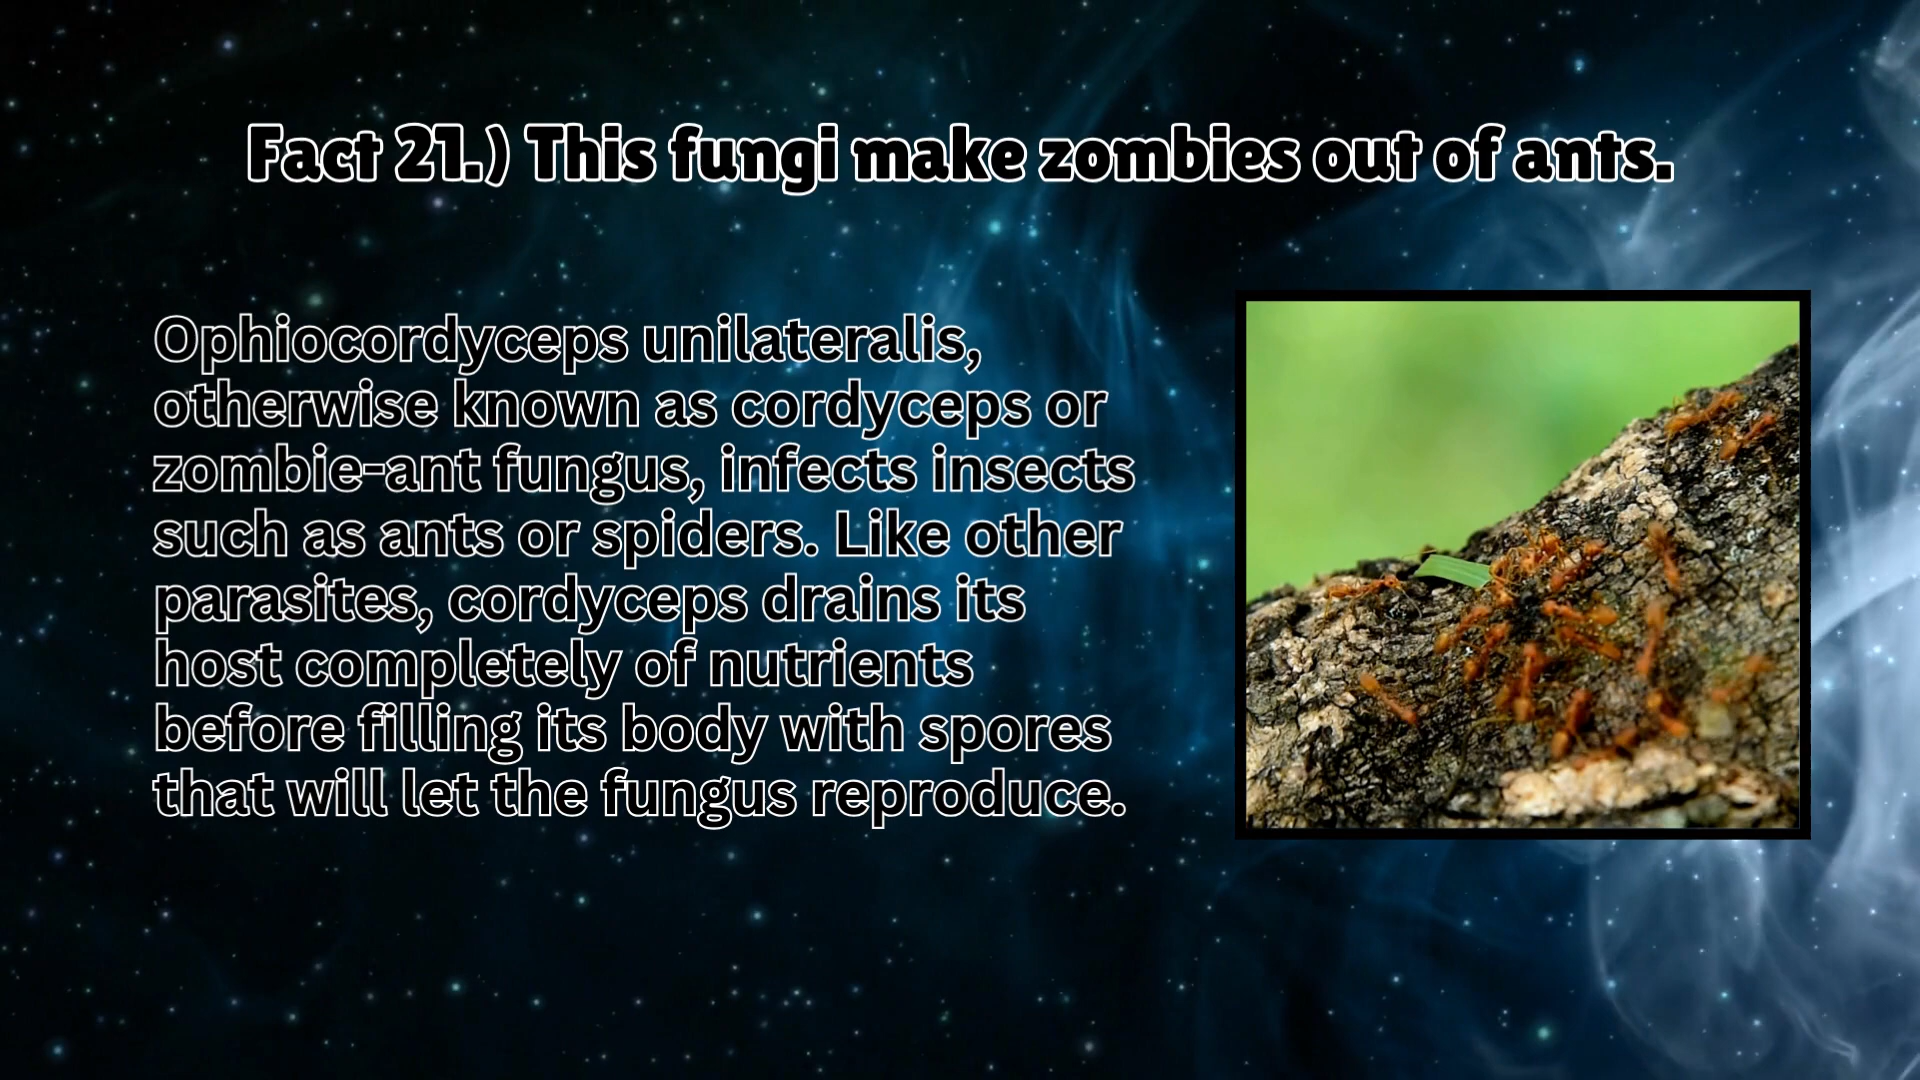 Fact 21.) This fungi make zombies out of ants.
Ophiocordyceps unilateralis,
otherwise known as cordyceps or
zombie-ant fungus, infects insects
such as ants or spiders. Like other
parasites, cordyceps drains its
host completely of nutrients
before filling its body with spores
that will let the fungus reproduce.